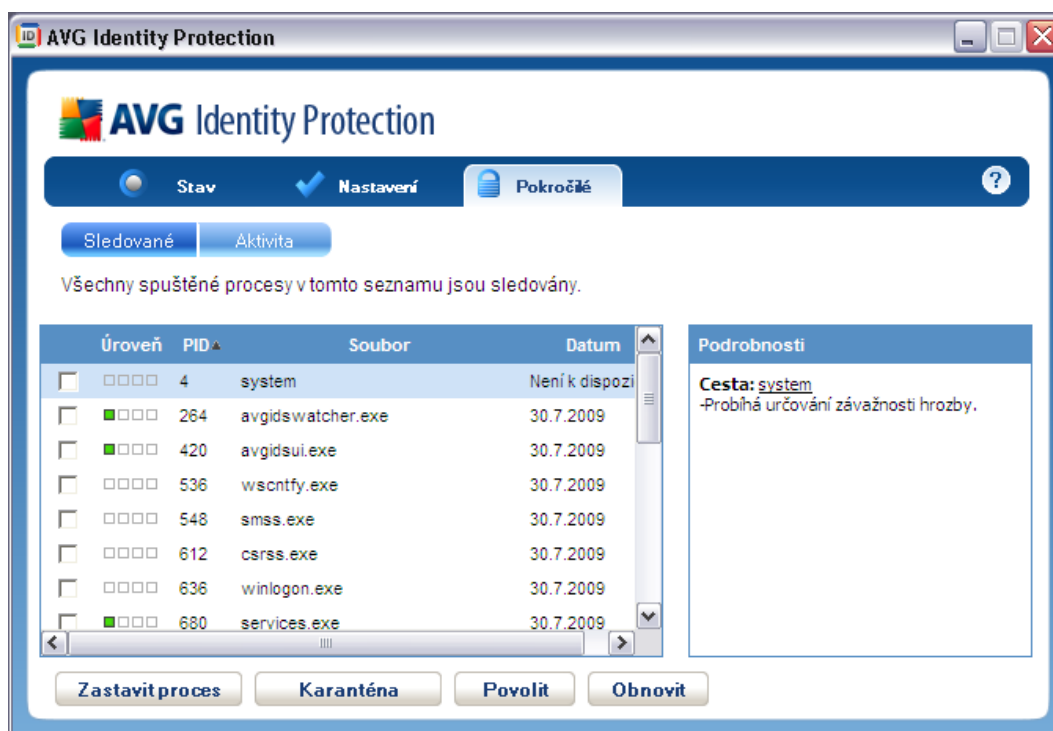 AVG Identity Protection
AVG Identity Protection
Stav Nastavení Pokročilé ?
Sledované Aktivita
Všechny spuštěné procesy v tomto seznamu jsou sledovány.
Úroveň PID Soubor Datum Podrobnosti
4 system Není k dispozi
Cesta: system
-Probíhá určování závažnosti hrozby.
264 avgidswatcher.exe 30.7.2009
420 avgidsui.exe 30.7.2009
536 wscntfy.exe 30.7.2009
548 smss.exe 30.7.2009
612 csrss.exe 30.7.2009
636 winlogon.exe 30.7.2009
680 services.exe 30.7.2009
Zastavit proces Karanténa Povolit Obnovit